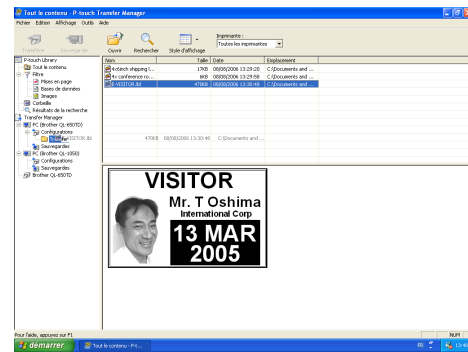 Tout le contenu - P-touch Transfer Manager
Fichier Edition Affichage Outils Aide
Transférer Sauvegarder Ouvrir Rechercher Style d'affichage
Imprimante :
Toutes les imprimantes
P-touch Library
Tout le contenu
Filtre
Mises en page
Bases de données
Images
Corbeille
Résultats de la recherche
Transfer Manager
PC (Brother QL-650TD)
Configurations
Sauvegardes
PC (Brother QL-1050)
Configurations
Sauvegardes
Brother QL-650TD
Nom Taille Date Emplacement
17KB 08/08/2006 13:29:20 C:\Documents and ...
6KB 08/08/2006 13:29:58 C:\Documents and ...
E-VISITOR.lbl 470KB 08/08/2006 13:30:48 C:\Documents and ...
470KB 08/08/2006 13:30:48 C:\Documents and ...
VISITOR
Mr. T Oshima
International Corp
13 MAR
2005
Pour l'aide, appuyez sur F1
NUM
démarrer
Tout le contenu - P-t...
FR